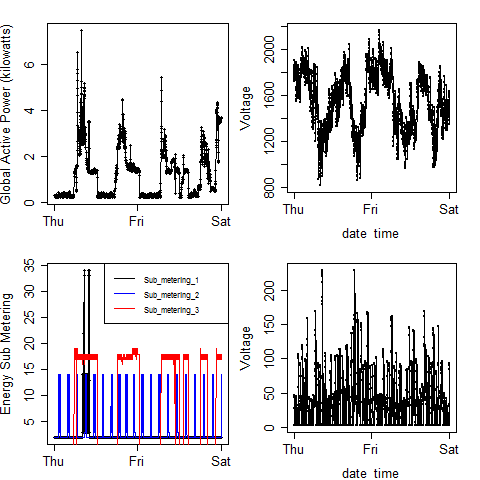 Global Active Power (kilowatts)
0 2 4 6
Thu Fri Sat
Voltage
800 1200 1600 2000
Thu Fri Sat
date time
Energy Sub Metering
5 10 15 20 25 30 35
Sub_metering_1
Sub_metering_2
Sub_metering_3
Thu Fri Sat
Voltage
0 50 100 150 200
Thu Fri Sat
date time